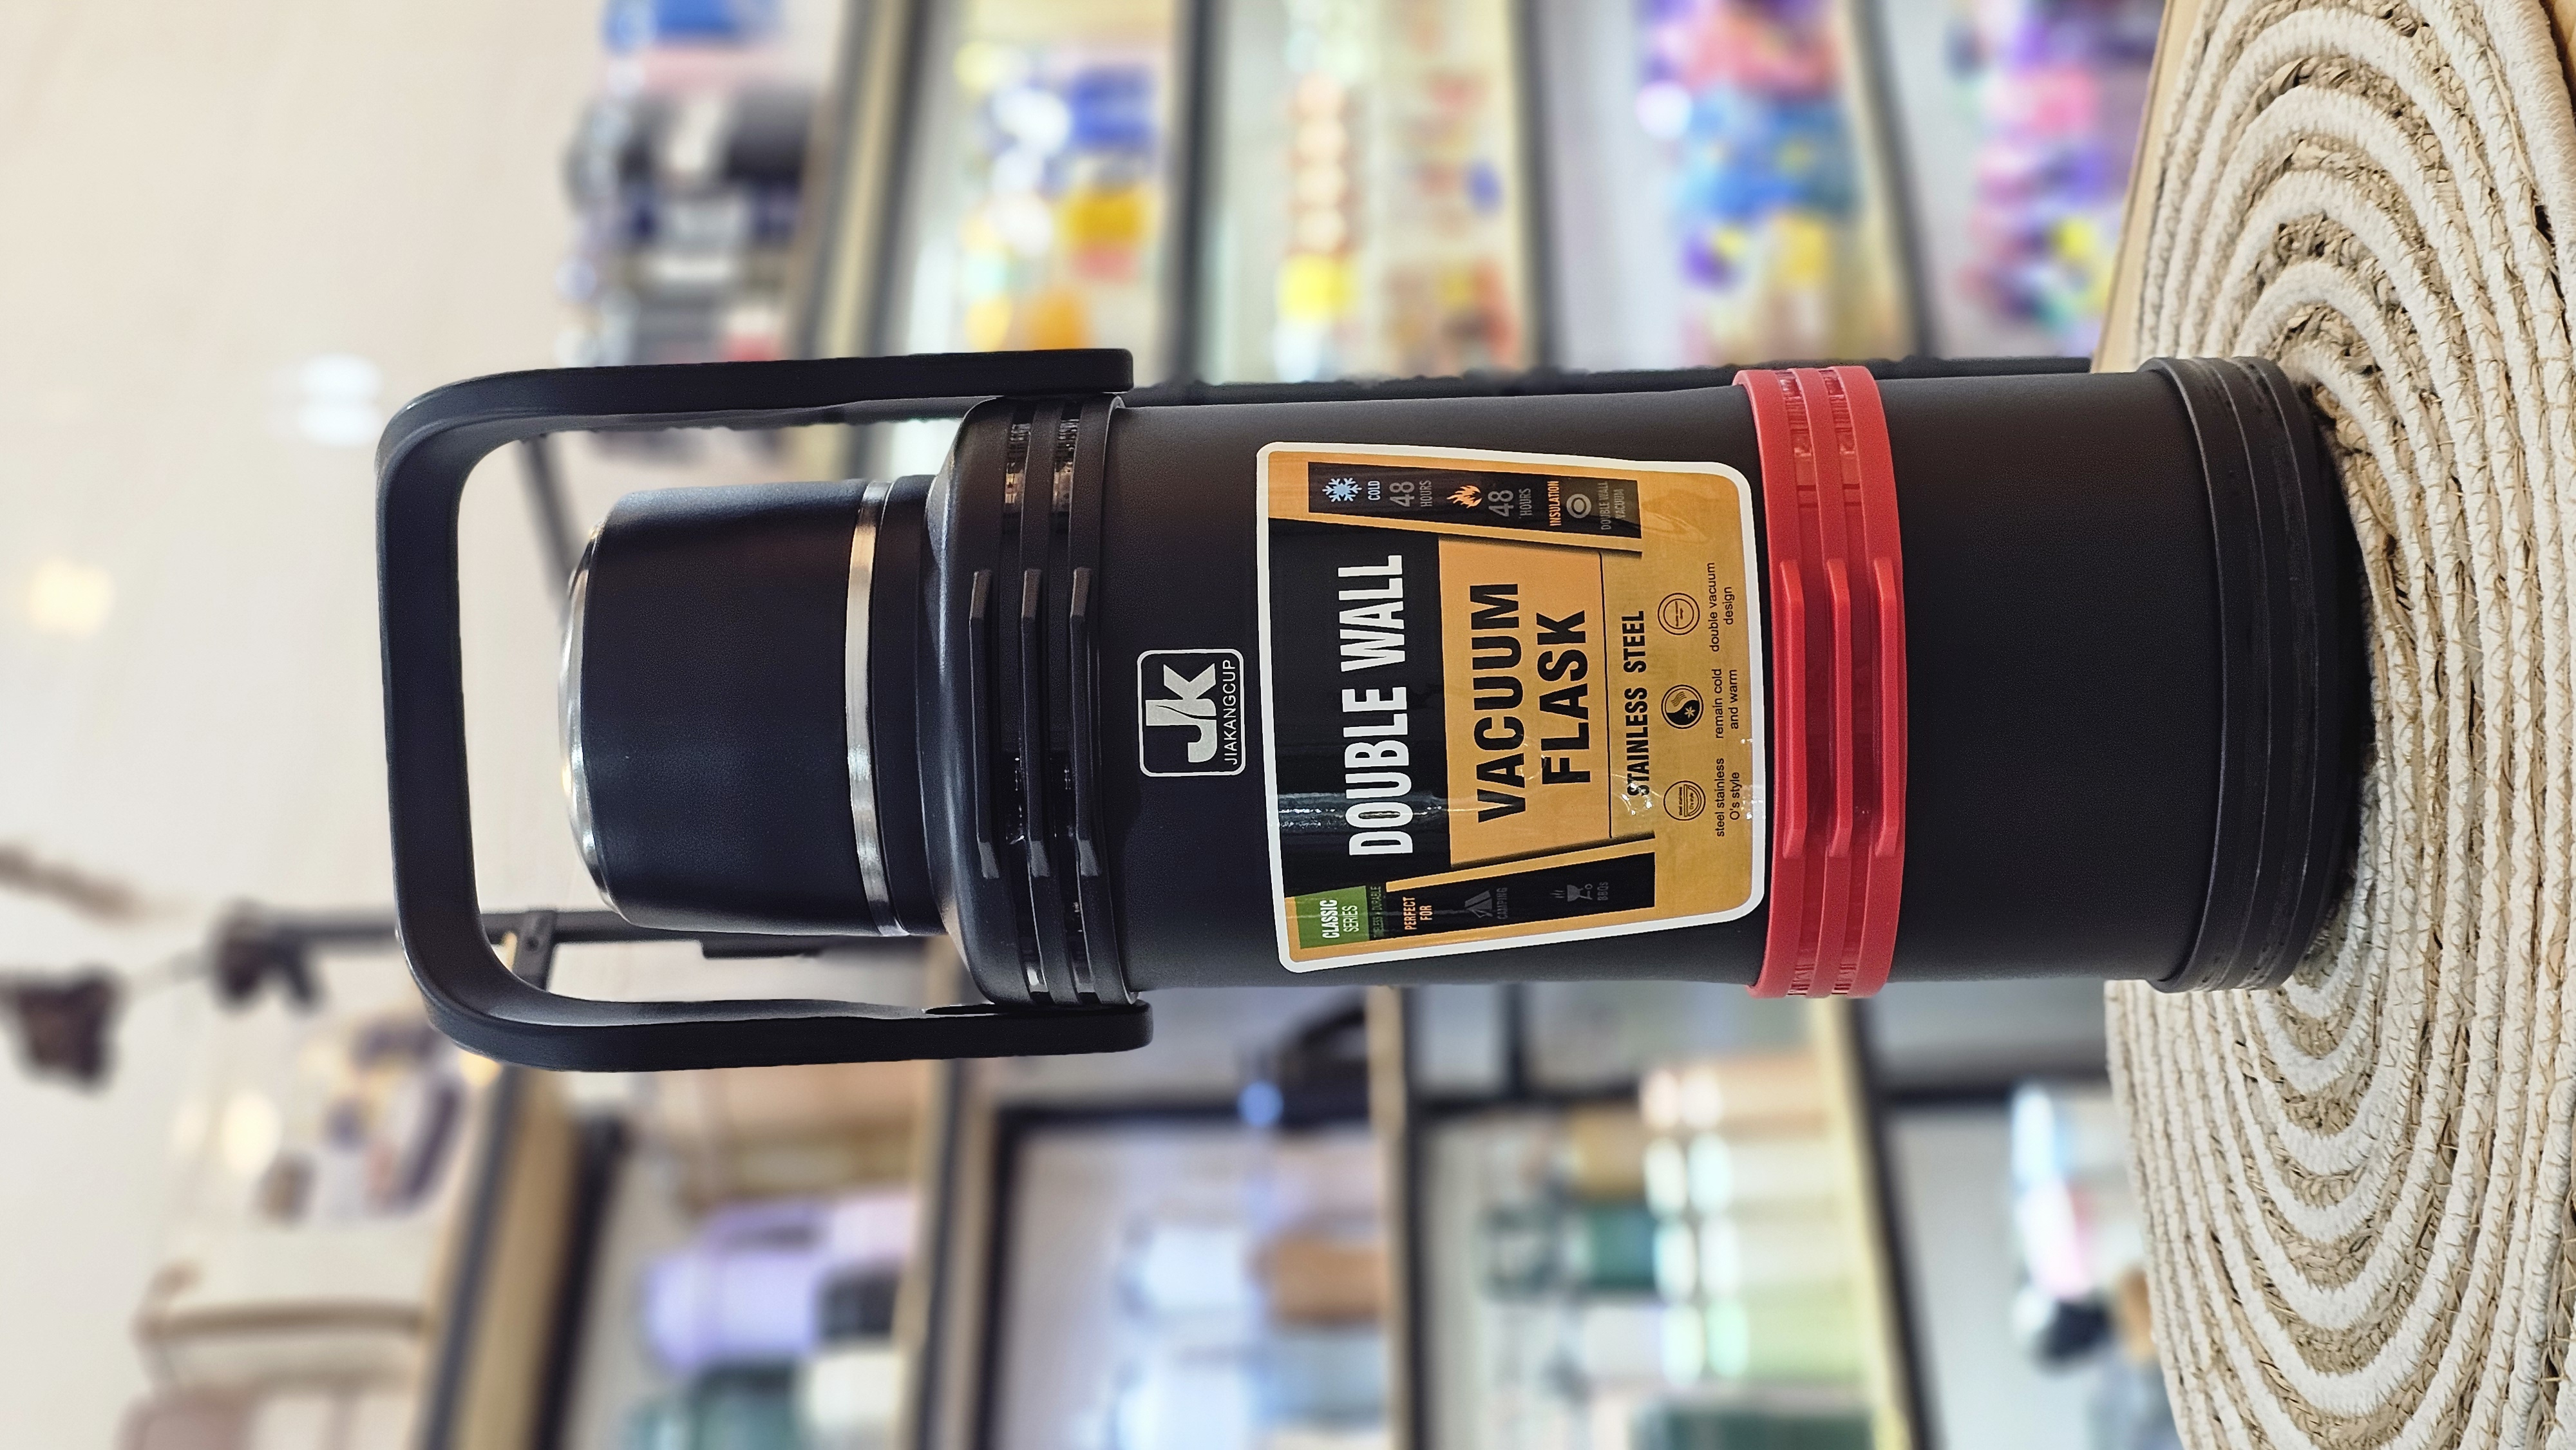 JK
JIAKANGCUP
CLASSIC
SERIES
DOUBLE WALL
VACUUM
FLASK
STAINLESS STEEL
PERFECT
FOR
CAMPING
BBQs
COLD
48
HOURS
48
HOURS
INSULATION
DOUBLE WALL
VACUUM
steel stainless
O's style
remain cold
and warm
double vacuum
design